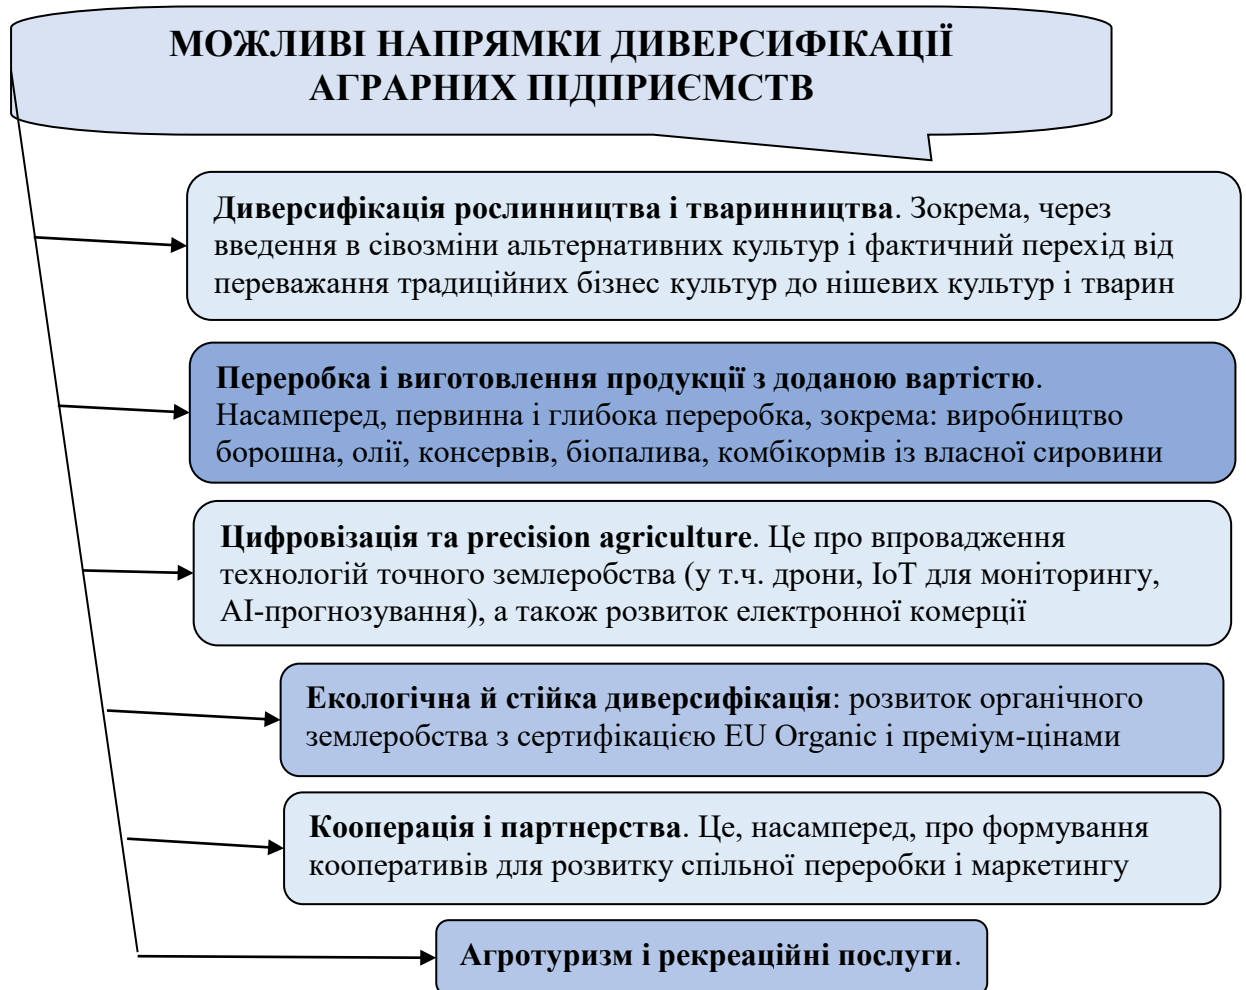 МОЖЛИВІ НАПРЯМКИ ДИВЕРСИФІКАЦІЇ
АГРАРНИХ ПІДПРИЄМСТВ
Диверсифікація рослинництва і тваринництва. Зокрема, через
введення в сівозміни альтернативних культур і фактичний перехід від
переважання традиційних бізнес культур до нішевих культур і тварин
Переробка і виготовлення продукції з доданою вартістю.
Насамперед, первинна і глибока переробка, зокрема: виробництво
борошна, олії, консервів, біопалива, комбікормів із власної сировини
Цифровізація та precision agriculture. Це про впровадження
технологій точного землеробства (у т.ч. дрони, IoT для моніторингу,
AI-прогнозування), а також розвиток електронної комерції
Екологічна й стійка диверсифікація: розвиток органічного
землеробства з сертифікацією EU Organic і преміум-цінами
Кооперація і партнерства. Це, насамперед, про формування
кооперативів для розвитку спільної переробки і маркетингу
Агротуризм і рекреаційні послуги.